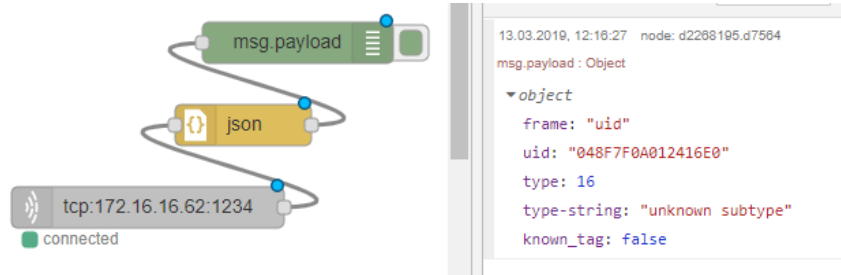 msg.payload
json
tcp:172.16.16.62:1234
connected
13.03.2019, 12:16:27 node: d2268195.d7564
msg.payload : Object
object
frame: "uid"
uid: "048F7F0A012416E0"
type: 16
type-string: "unknown subtype"
known_tag: false